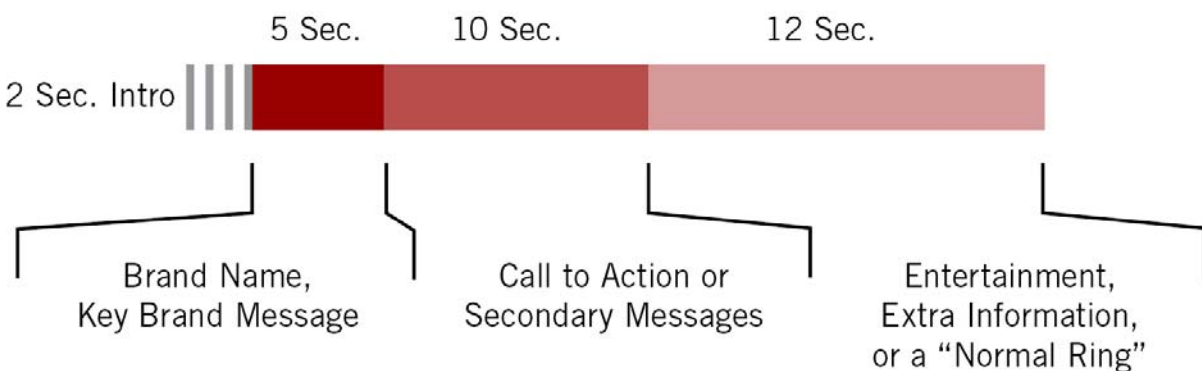 5 Sec.
10 Sec.
12 Sec.
2 Sec. Intro
Brand Name,
Key Brand Message
Call to Action or
Secondary Messages
Entertainment,
Extra Information,
or a “Normal Ring”